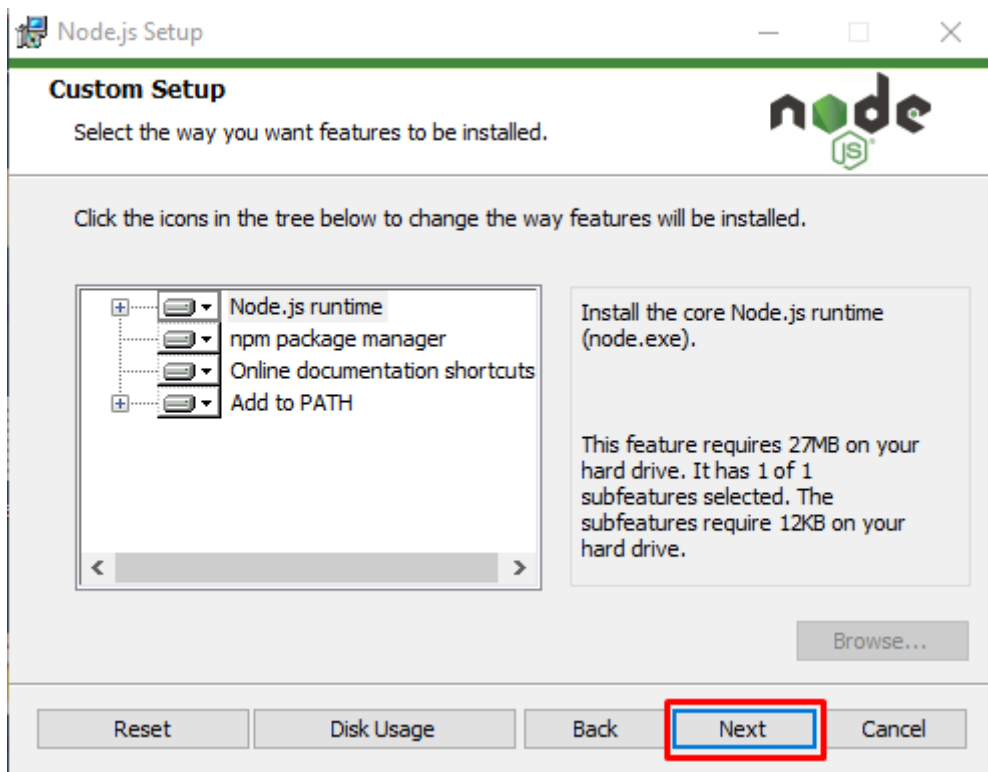 Node.js Setup
Custom Setup
Select the way you want features to be installed.
node
JS
Click the icons in the tree below to change the way features will be installed.
Node.js runtime
npm package manager
Online documentation shortcuts
Add to PATH
Install the core Node.js runtime
(node.exe).
This feature requires 27MB on your
hard drive. It has 1 of 1
subfeatures selected. The
subfeatures require 12KB on your
hard drive.
Browse...
Reset
Disk Usage
Back
Next
Cancel